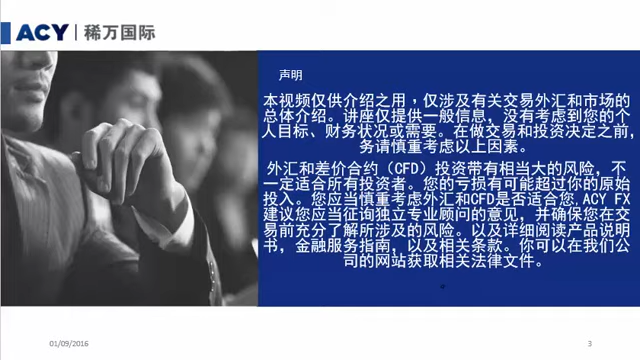 ACY | 稀万国际
声明
本视频仅供介绍之用，仅涉及有关交易外汇和市场的
总体介绍。讲座仅提供一般信息，没有考虑到您的个
人目标、财务状况或需要。在做交易和投资决定之前，
务请慎重考虑以上因素。
外汇和差价合约（CFD）投资带有相当大的风险，不
一定适合所有投资者。您的亏损有可能超过你的原始
投入。您应当慎重考虑外汇和CFD是否适合您,ACY FX
建议您应当征询独立专业顾问的意见，并确保您在交
易前充分了解所涉及的风险。以及详细阅读产品说明
书，金融服务指南，以及相关条款。你可以在我们公
司的网站获取相关法律文件。
01/09/2016
3